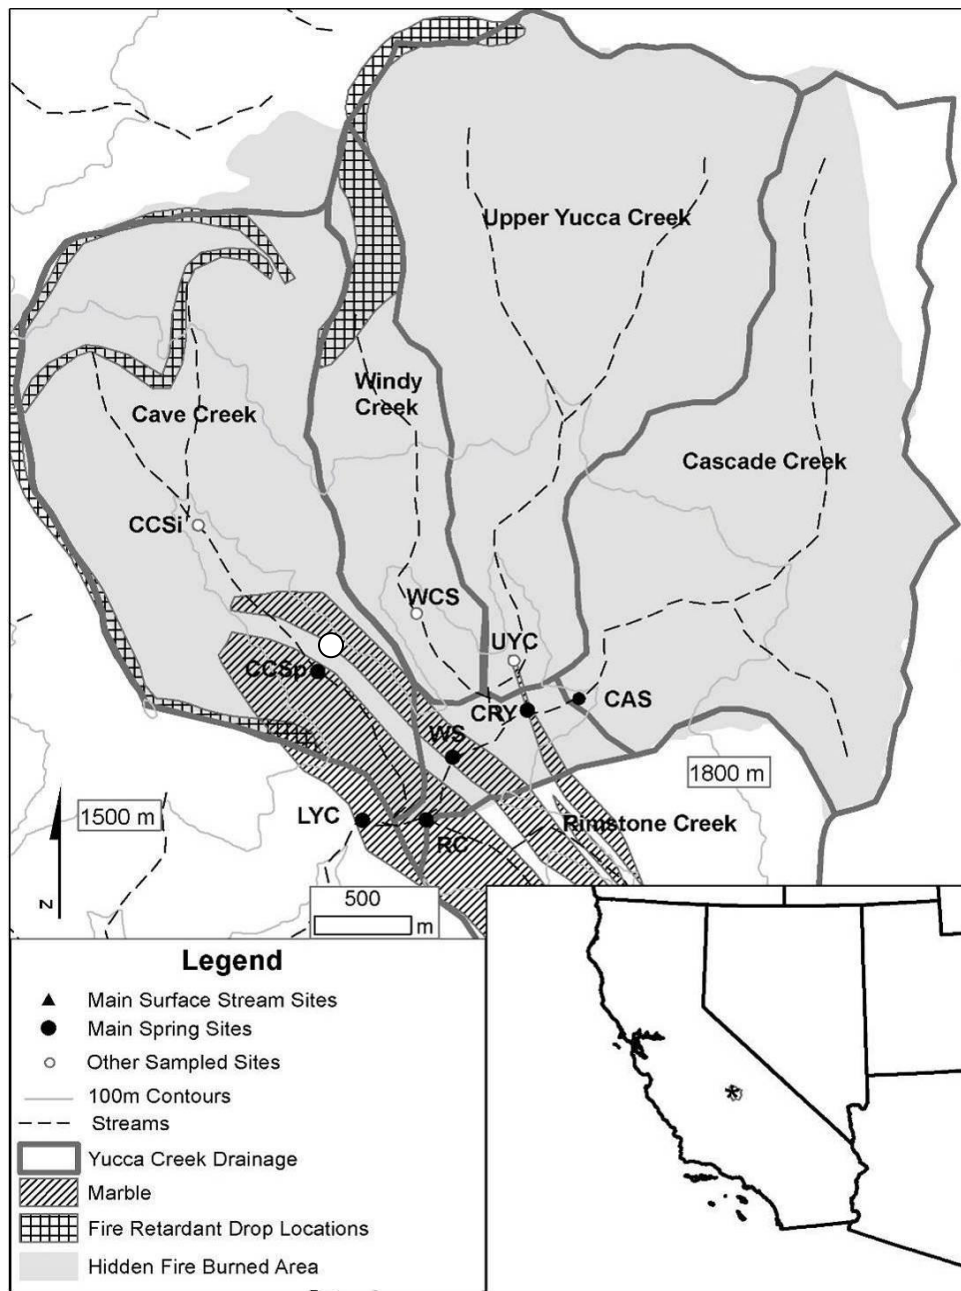 Upper Yucca Creek
Windy
Creek
Cave Creek
Cascade Creek
CCSi
WCS
UYC
CCSp
CAS
CRY
WS
1800 m
1500 m
LYC
RC
Rimstone Creek
N
500
m
Legend
Main Surface Stream Sites
Main Spring Sites
Other Sampled Sites
100m Contours
Streams
Yucca Creek Drainage
Marble
Fire Retardant Drop Locations
Hidden Fire Burned Area